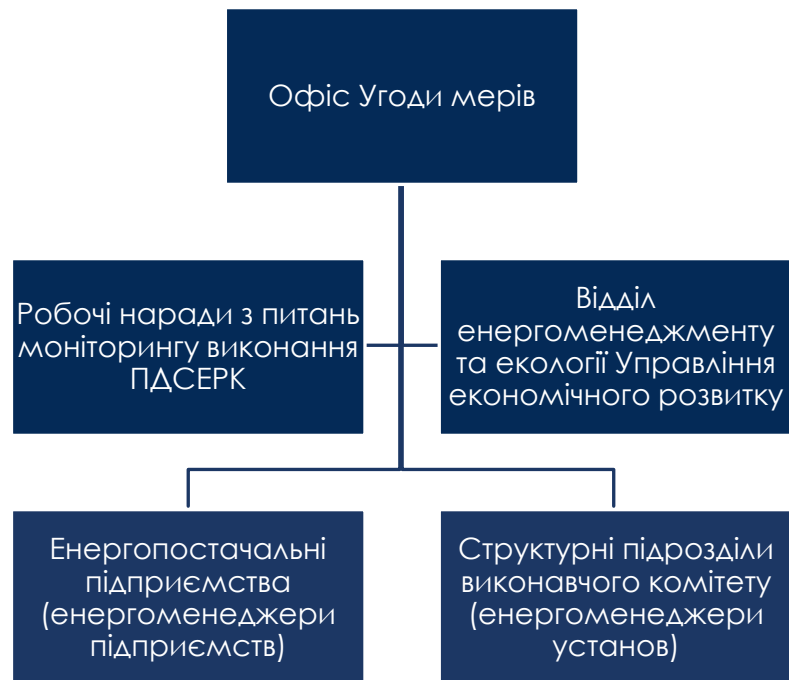 Офіс Угоди мерів
Робочі наради з питань
моніторингу виконання
ПДСЕРК
Відділ
енергоменеджменту
та екології Управління
економічного розвитку
Енергопостачальні
підприємства
(енергоменеджери
підприємств)
Структурні підрозділи
виконавчого комітету
(енергоменеджери
установ)